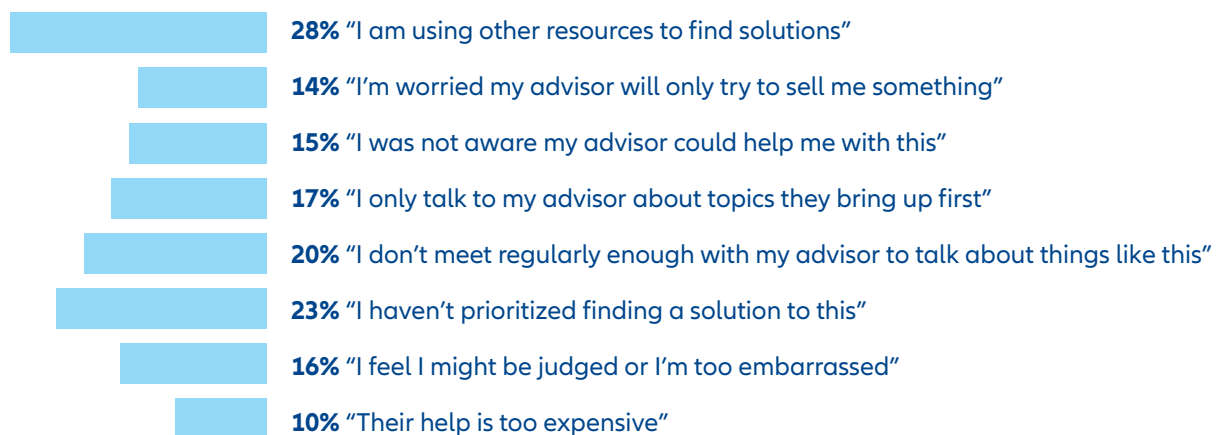 28% “I am using other resources to find solutions”
14% “I’m worried my advisor will only try to sell me something”
15% “I was not aware my advisor could help me with this”
17% “I only talk to my advisor about topics they bring up first”
20% “I don’t meet regularly enough with my advisor to talk about things like this”
23% “I haven’t prioritized finding a solution to this”
16% “I feel I might be judged or I’m too embarrassed”
10% “Their help is too expensive”